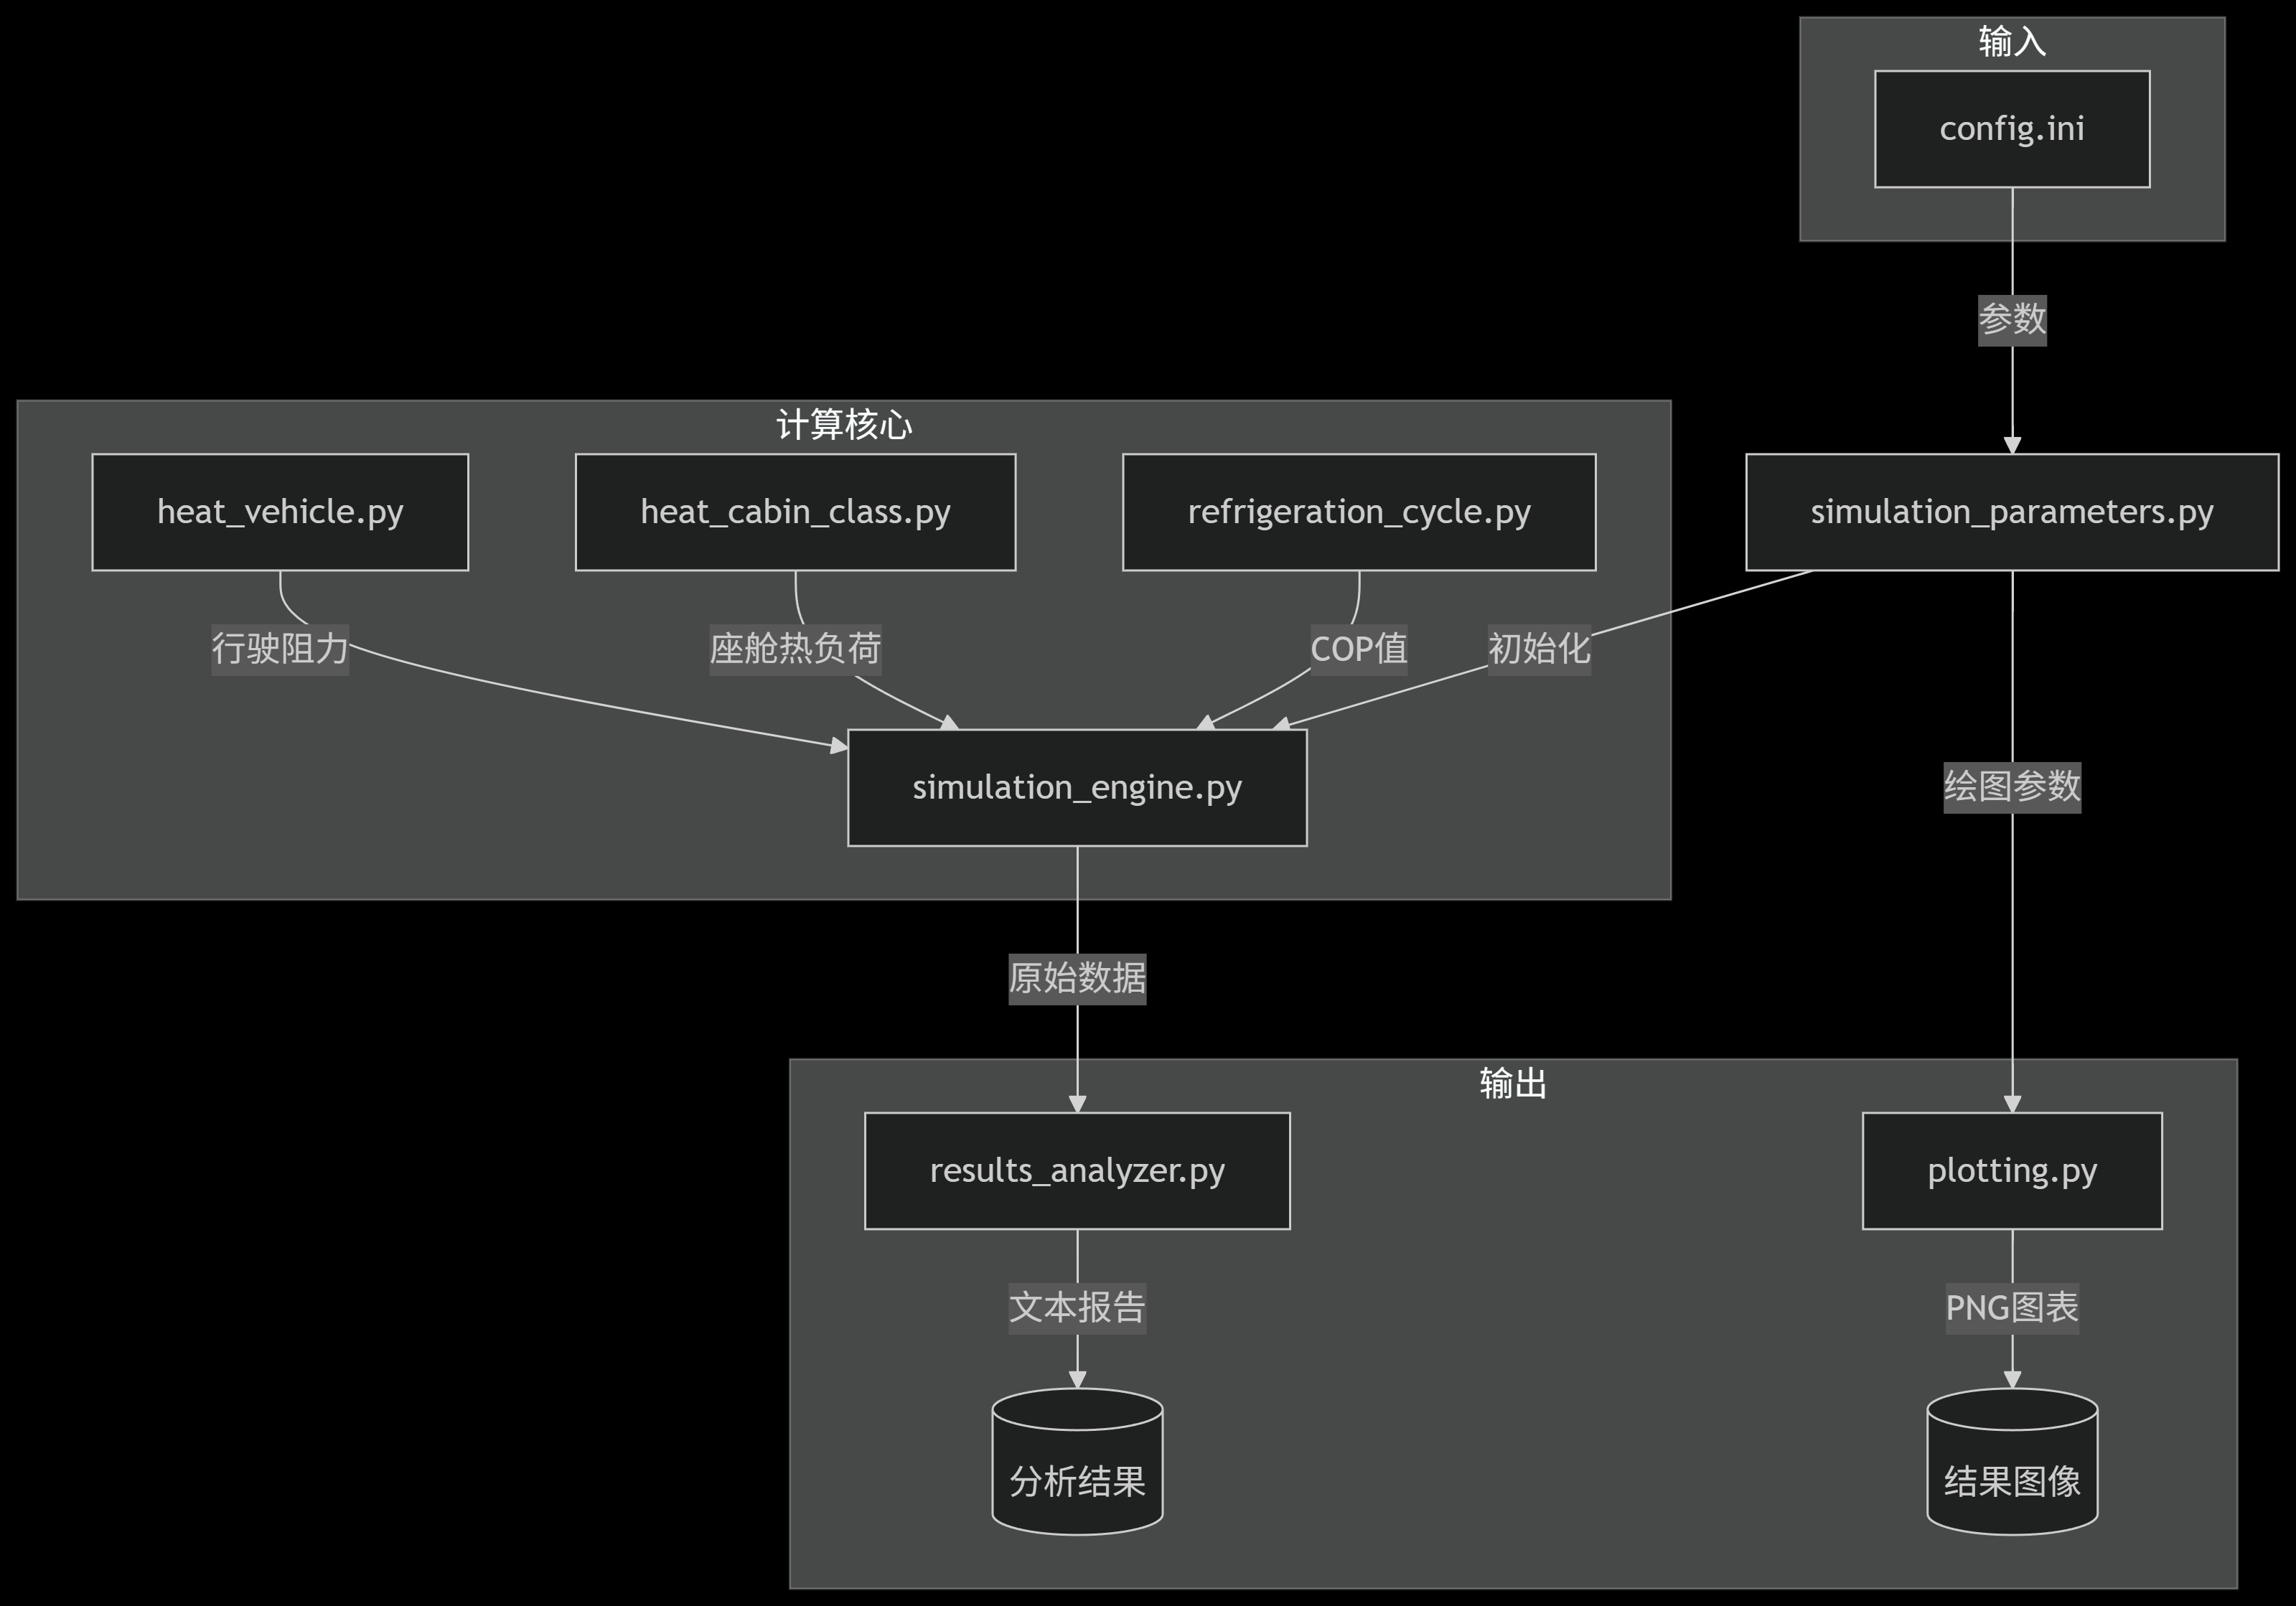 输入
config.ini
参数
计算核心
heat_vehicle.py
heat_cabin_class.py
refrigeration_cycle.py
simulation_parameters.py
行驶阻力
座舱热负荷
COP值
初始化
simulation_engine.py
绘图参数
原始数据
输出
results_analyzer.py
plotting.py
文本报告
PNG图表
分析结果
结果图像